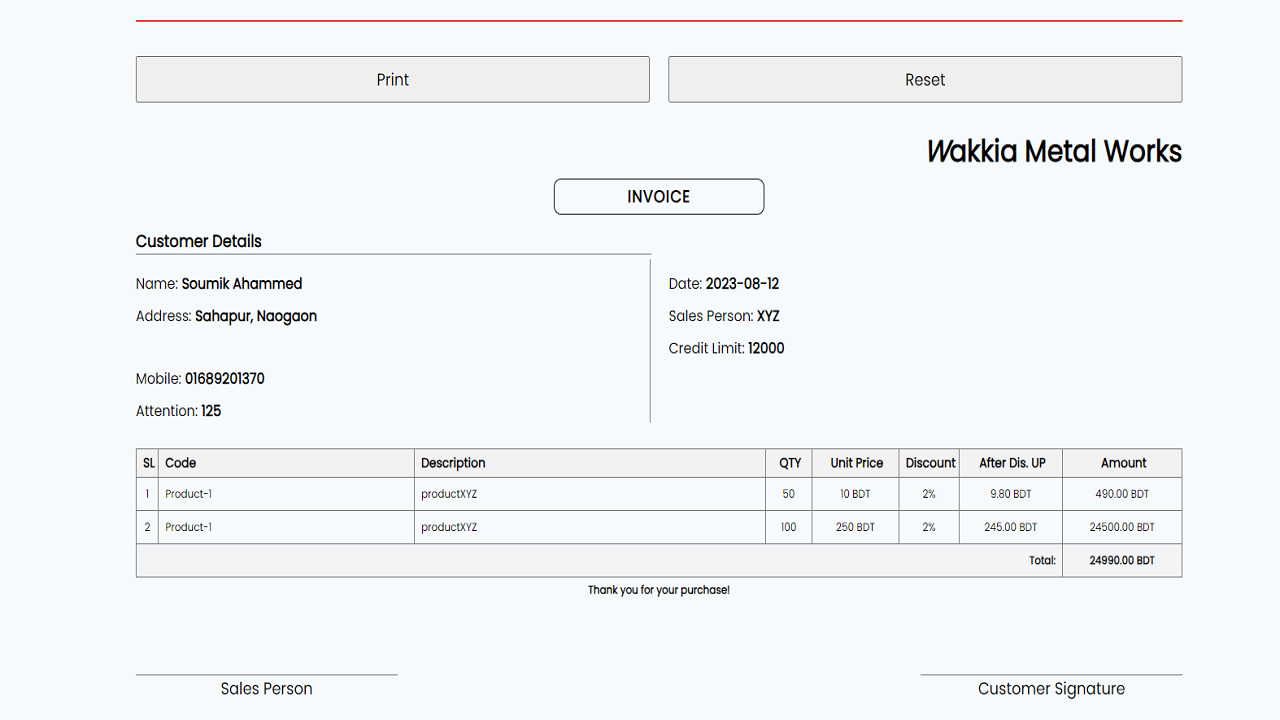 Print Reset
Wakkia Metal Works
INVOICE
Customer Details
Name: Soumik Ahammed
Address: Sahapur, Naogaon
Mobile: 01689201370
Attention: 125
Date: 2023-08-12
Sales Person: XYZ
Credit Limit: 12000
SL Code Description QTY Unit Price Discount After Dis. UP Amount
1 Product-1 productXYZ 50 10 BDT 2% 9.80 BDT 490.00 BDT
2 Product-1 productXYZ 100 250 BDT 2% 245.00 BDT 24500.00 BDT
Total: 24990.00 BDT
Thank you for your purchase!
Sales Person Customer Signature